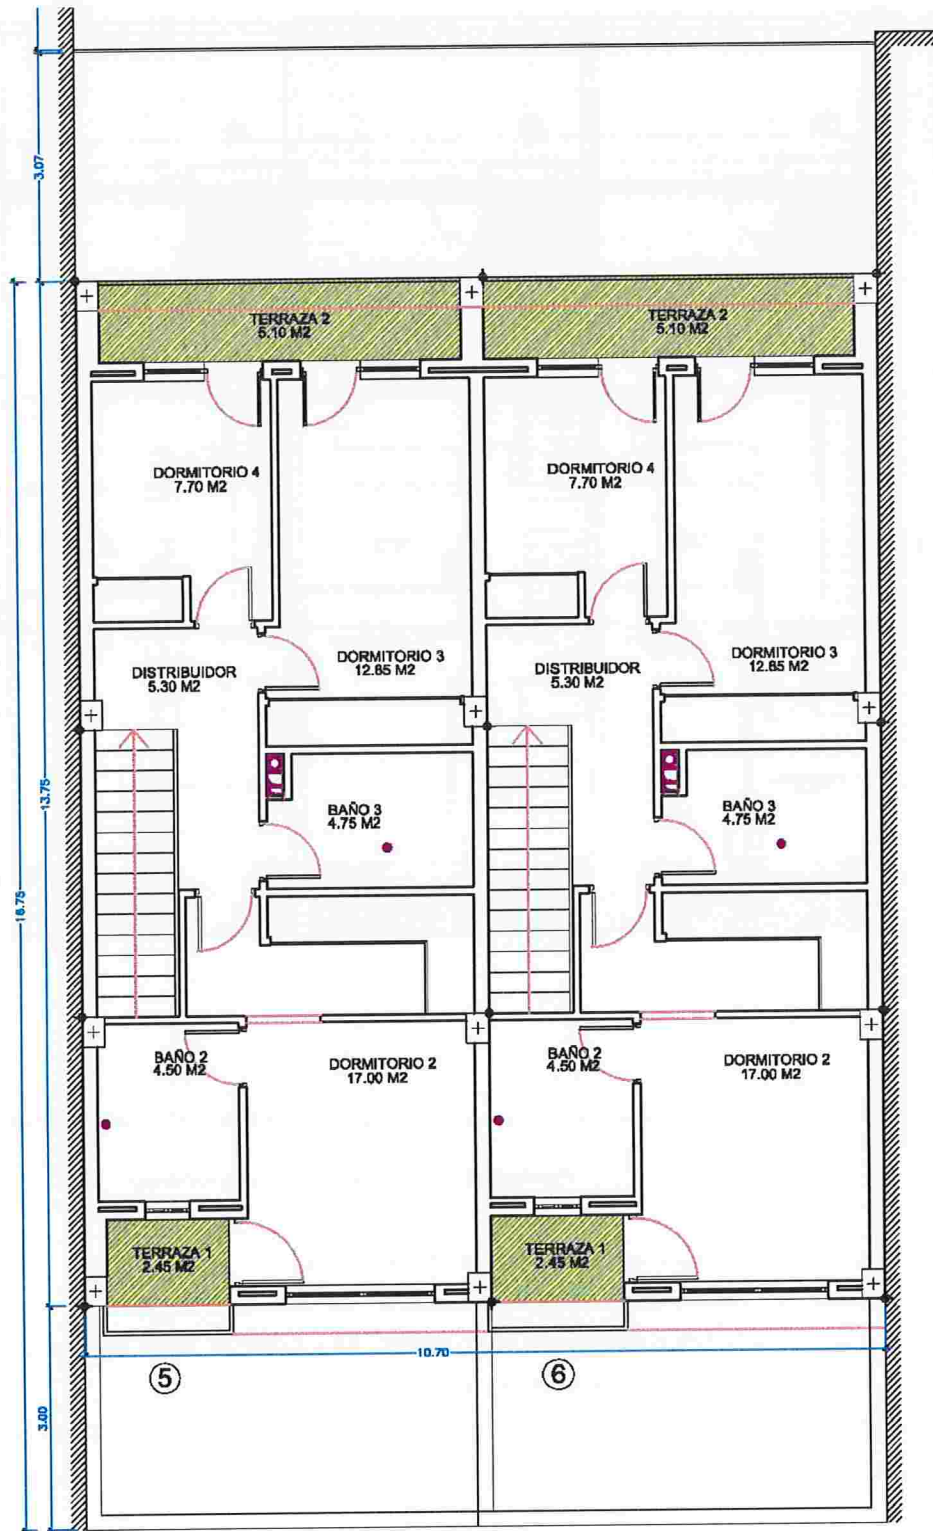 3.07
TERRAZA 2
5.10 M2
TERRAZA 2
5.10 M2
DORMITORIO 4
7.70 M2
DORMITORIO 4
7.70 M2
DORMITORIO 3
12.65 M2
DORMITORIO 3
12.65 M2
DISTRIBUIDOR
5.30 M2
DISTRIBUIDOR
5.30 M2
13.75
BAÑO 3
4.75 M2
BAÑO 3
4.75 M2
16.75
BAÑO 2
4.50 M2
DORMITORIO 2
17.00 M2
BAÑO 2
4.50 M2
DORMITORIO 2
17.00 M2
TERRAZA 1
2.45 M2
TERRAZA 1
2.45 M2
10.70
5
6
3.00